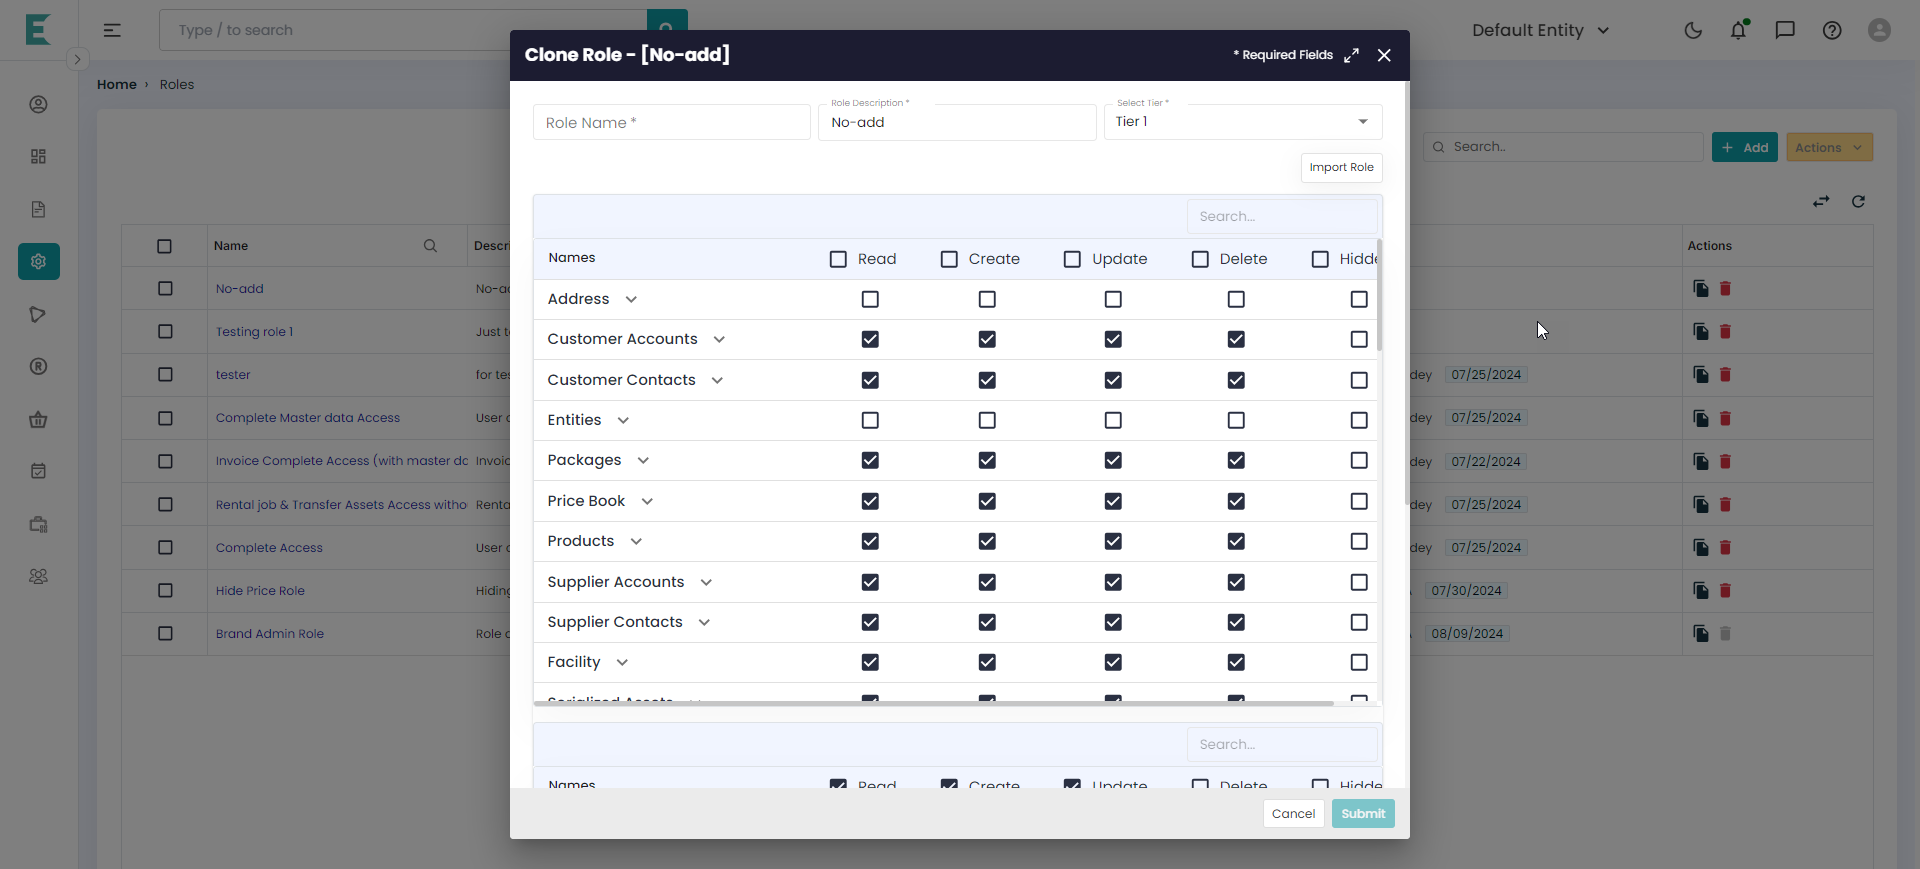 Type / to search
Default Entity
Home › Roles
Clone Role - [No-add]
* Required Fields
Role Name *
Role Description *
No-add
Select Tier *
Tier 1
Import Role
Search...
Names Read Create Update Delete Hidde
Address
Customer Accounts
Customer Contacts
Entities
Packages
Price Book
Products
Supplier Accounts
Supplier Contacts
Facility
Serialized Assets
Search...
Names Read Create Update Delete Hidde
Cancel Submit
Search..
+ Add
Actions
Name Descri Actions
No-add No-ad
Testing role 1 Just t
tester for tes dey 07/25/2024
Complete Master data Access User c dey 07/25/2024
Invoice Complete Access (with master dc Invoic dey 07/22/2024
Rental job & Transfer Assets Access witho Renta dey 07/25/2024
Complete Access User c dey 07/25/2024
Hide Price Role Hiding 07/30/2024
Brand Admin Role Role c 08/09/2024